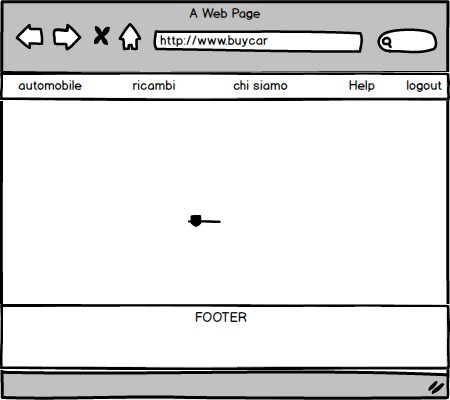 A Web Page
http://www.buycar
automobile ricambi chi siamo Help logout
FOOTER